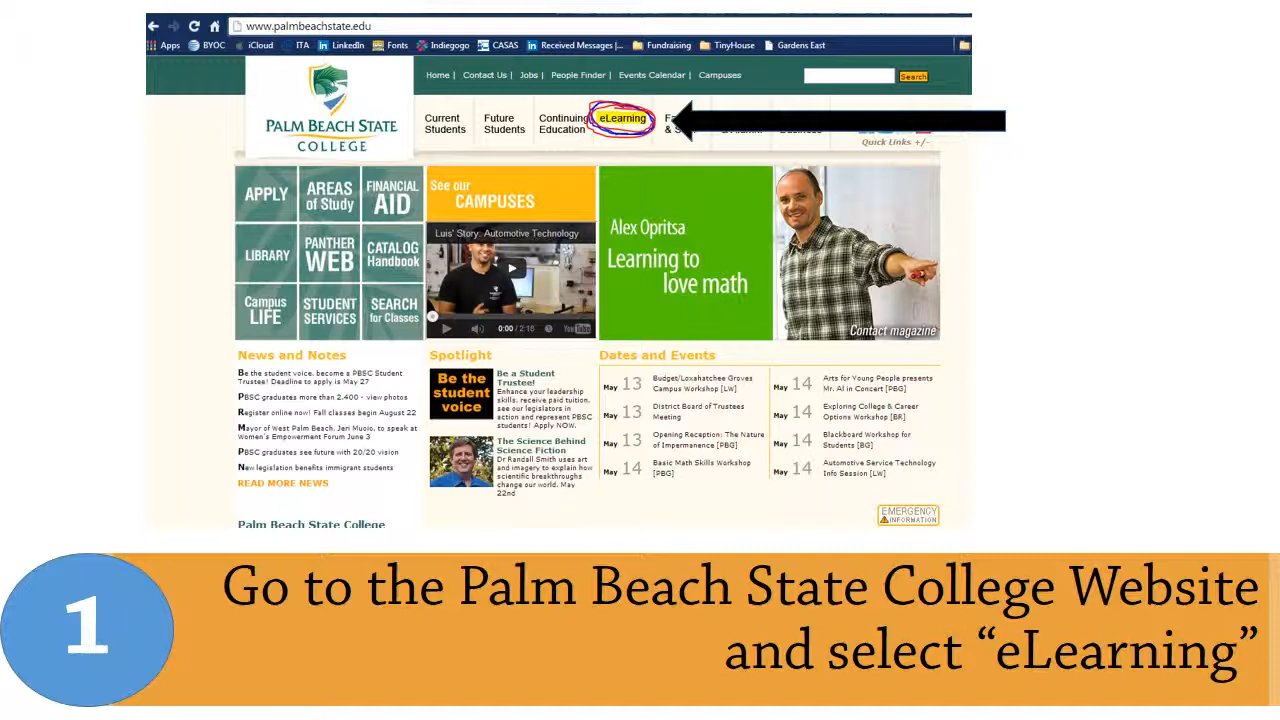 www.palmbeachstate.edu
Apps BYOC iCloud ITA LinkedIn Fonts Indiegogo CASAS Received Messages |... Fundraising TinyHouse Gardens East
Home | Contact Us | Jobs | People Finder | Events Calendar | Campuses
Search
PALM BEACH STATE
COLLEGE
Current
Students
Future
Students
Continuing
Education
eLearning
Quick Links +/-
APPLY
AREAS
of Study
FINANCIAL
AID
LIBRARY
PANTHER
WEB
CATALOG
Handbook
Campus
LIFE
STUDENT
SERVICES
SEARCH
for Classes
See our
CAMPUSES
Luis' Story: Automotive Technology
0:00 / 2:18
YouTube
Alex Opritsa
Learning to
love math
Contact magazine
News and Notes
Be the student voice, become a PBSC Student
Trustee! Deadline to apply is May 27
PBSC graduates more than 2,400 - view photos
Register online now! Fall classes begin August 22
Mayor of West Palm Beach, Jeri Muoio, to speak at
Women's Empowerment Forum June 3
PBSC graduates see future with 20/20 vision
New legislation benefits immigrant students
READ MORE NEWS
Palm Beach State College
Spotlight
Be the
student
voice
Be a Student
Trustee!
Enhance your leadership
skills, receive paid tuition,
see our legislators in
action and represent PBSC
students! Apply NOW.
The Science Behind
Science Fiction
Dr Randall Smith uses art
and imagery to explain how
scientific breakthroughs
change our world. May
22nd
Dates and Events
May 13 Budget/Loxahatchee Groves
Campus Workshop [LW]
May 13 District Board of Trustees
Meeting
May 13 Opening Reception: The Nature
of Impermanence [PBG]
May 14 Basic Math Skills Workshop
[PBG]
May 14 Arts for Young People presents
Mr. Al in Concert [PBG]
May 14 Exploring College & Career
Options Workshop [BR]
May 14 Blackboard Workshop for
Students [BG]
May 14 Automotive Service Technology
Info Session [LW]
EMERGENCY
INFORMATION
1
Go to the Palm Beach State College Website
and select “eLearning”